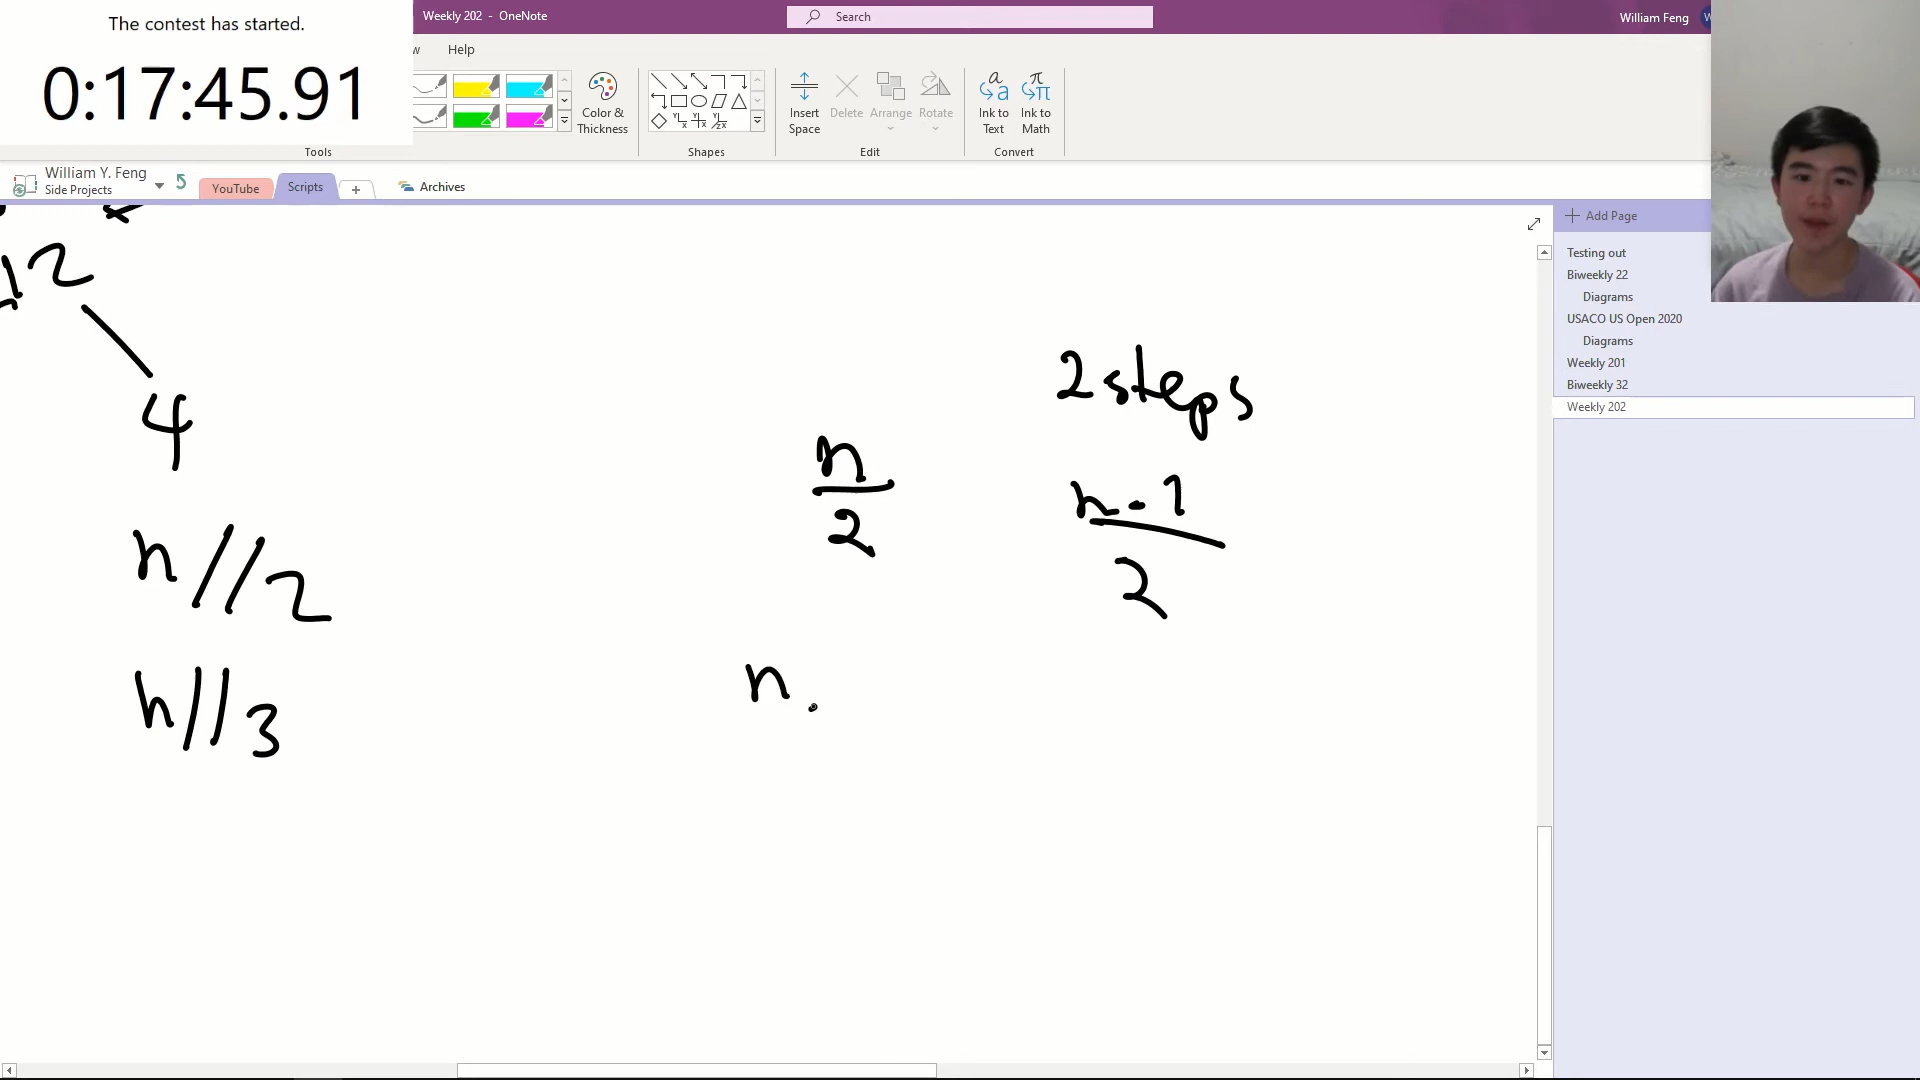 The contest has started.
0:17:45.91
Weekly 202 - OneNote
Search
William Feng
Help
Color & Thickness
Insert Space
Delete
Arrange
Rotate
Ink to Text
Ink to Math
Tools
Shapes
Edit
Convert
William Y. Feng
Side Projects
YouTube
Scripts
Archives
Add Page
Testing out
Biweekly 22
Diagrams
USACO US Open 2020
Diagrams
Weekly 201
Biweekly 32
Weekly 202
12
4
n//2
n//3
2 steps
n
2
n-1
2
n